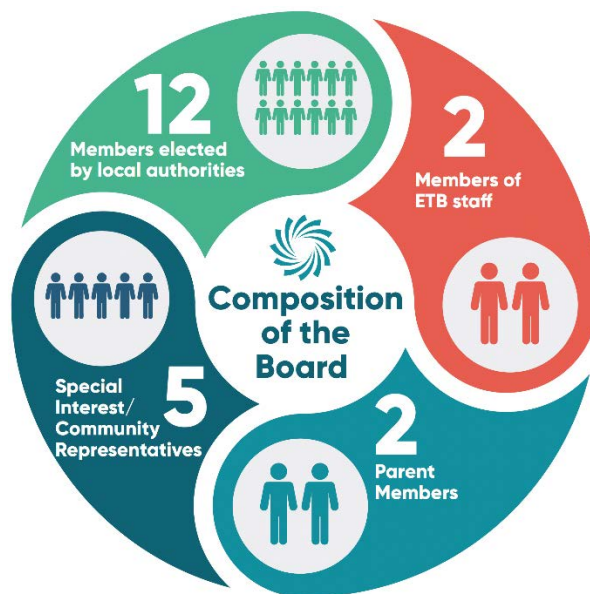 12
Members elected
by local authorities
2
Members of
ETB staff
Composition
of the
Board
5
Special
Interest/
Community
Representatives
2
Parent
Members